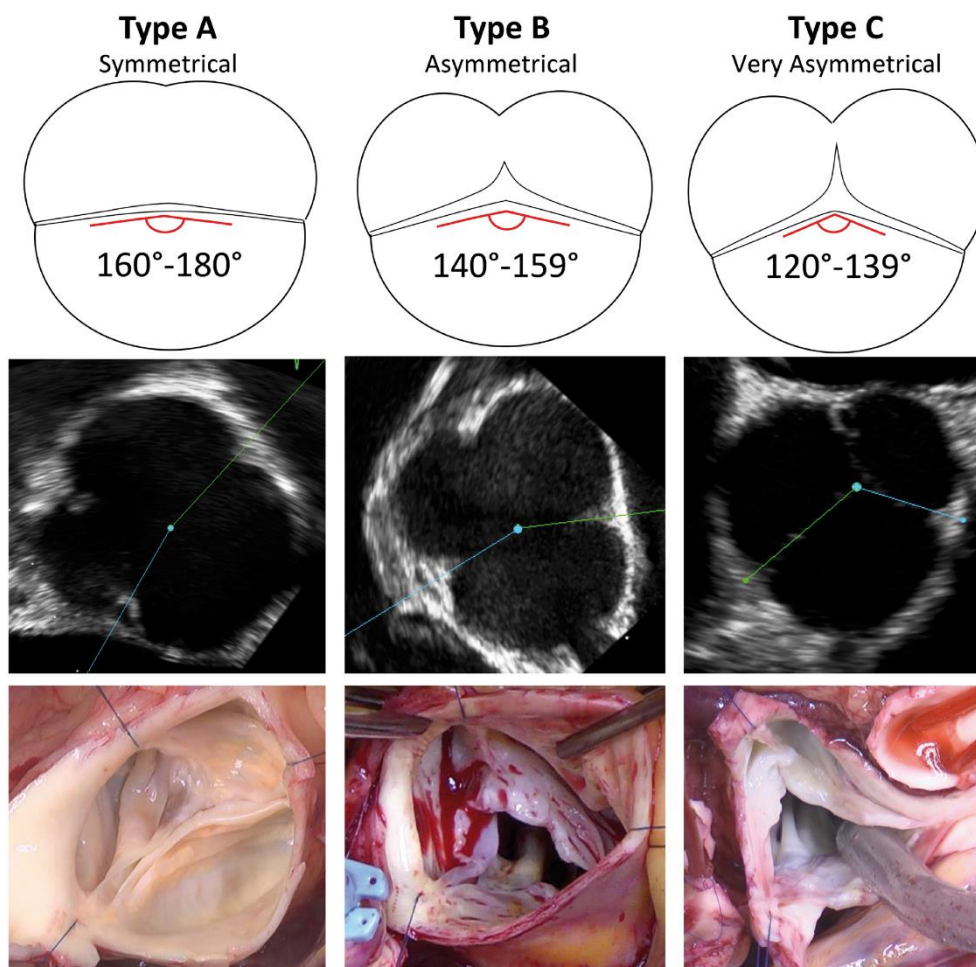 Type A
Symmetrical
Type B
Asymmetrical
Type C
Very Asymmetrical
160°-180°
140°-159°
120°-139°